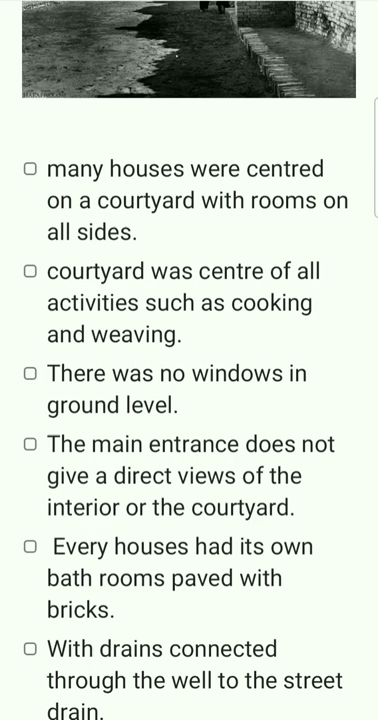 many houses were centred
on a courtyard with rooms on
all sides.
courtyard was centre of all
activities such as cooking
and weaving.
There was no windows in
ground level.
The main entrance does not
give a direct views of the
interior or the courtyard.
Every houses had its own
bath rooms paved with
bricks.
With drains connected
through the well to the street
drain.